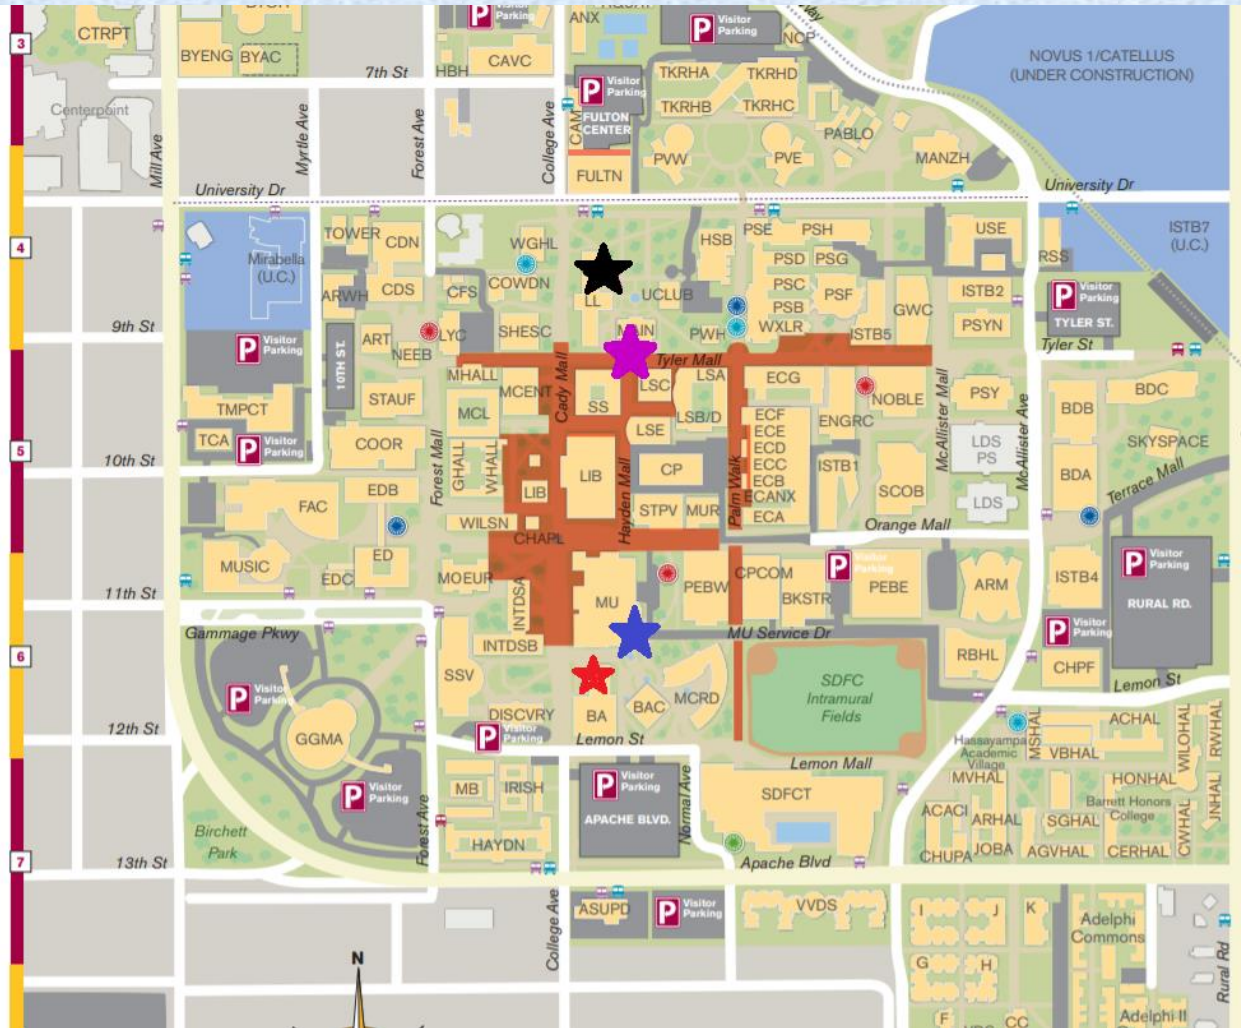 3
CTRPT
BYENG
BYAC
7th St
HBH
CAVC
ANX
Visitor
Parking
Visitor
Parking
NCP
NOVUS 1/CATELLUS
(UNDER CONSTRUCTION)
Centerpoint
Mill Ave
Myrtle Ave
Forest Ave
College Ave
CAM
Visitor
Parking
FULTON
CENTER
FULTN
TKRHA
TKRHD
TKRHB
TKRHC
PVW
PVE
PABLO
MANZH
University Dr
University Dr
4
Mirabella
(U.C.)
TOWER
CDN
CDS
ARWH
WGHL
COWDN
CFS
LYC
SHESC
LL
UCLUB
HSB
PSE
PSH
PSD
PSG
PSC
PSF
PSB
WXLR
PWH
ISTB5
GWC
USE
RSS
ISTB2
PSYN
ISTB7
(U.C.)
P
Visitor
Parking
TYLER ST.
Tyler St
9th St
P
Visitor
Parking
10TH ST.
ART
NEEB
STAUF
MHALL
MCENT
MCL
Cady Mall
Tyler Mall
SS
LSC
LSA
LSB/D
LSE
ECG
ECF
ECE
ECD
ECC
ECB
ECANX
ECA
ENGRC
NOBLE
McAllister Mall
PSY
McAllister Ave
BDC
BDB
5
TMPCT
TCA
P
Visitor
Parking
COOR
Forest Mall
GHALL
WHALL
LIB
LIB
Hayden Mall
CP
STPV
MUR
Palm Walk
ISTB1
SCOB
LDS
PS
LDS
BDA
SKYSPACE
Terrace Mall
10th St
EDB
FAC
WILSN
CHAPL
Orange Mall
MUSIC
EDC
ED
MOEUR
INTDSA
MU
PEBW
CPCOM
BKSTR
P
Visitor
Parking
PEBE
ARM
ISTB4
P
Visitor
Parking
RURAL RD.
11th St
Gammage Pkwy
MU Service Dr
6
INTDSB
SSV
SDFC
Intramural
Fields
RBHL
P
Visitor
Parking
CHPF
Lemon St
P
Visitor
Parking
GGMA
DISCVRY
P
Visitor
Parking
BA
BAC
MCRD
Lemon St
12th St
Lemon Mall
Hassayampa
Academic
Village
MSHAL
ACHAL
VBHAL
WILOHAL
RWHAL
P
Visitor
Parking
MB
IRISH
HAYDN
P
Visitor
Parking
APACHE BLVD.
Normal Ave
SDFCT
MVHAL
HONHAL
Barrett Honors
College
JNHAL
ACACI
ARHAL
SGHAL
CWHAL
CHUPA
JOBA
AGVHAL
CERHAL
Birchett
Park
Forest Ave
7
13th St
Apache Blvd
College Ave
ASUPD
P
Visitor
Parking
VVDS
I
J
K
G
H
F
CC
Adelphi
Commons
Adelphi II
Rural Rd
N